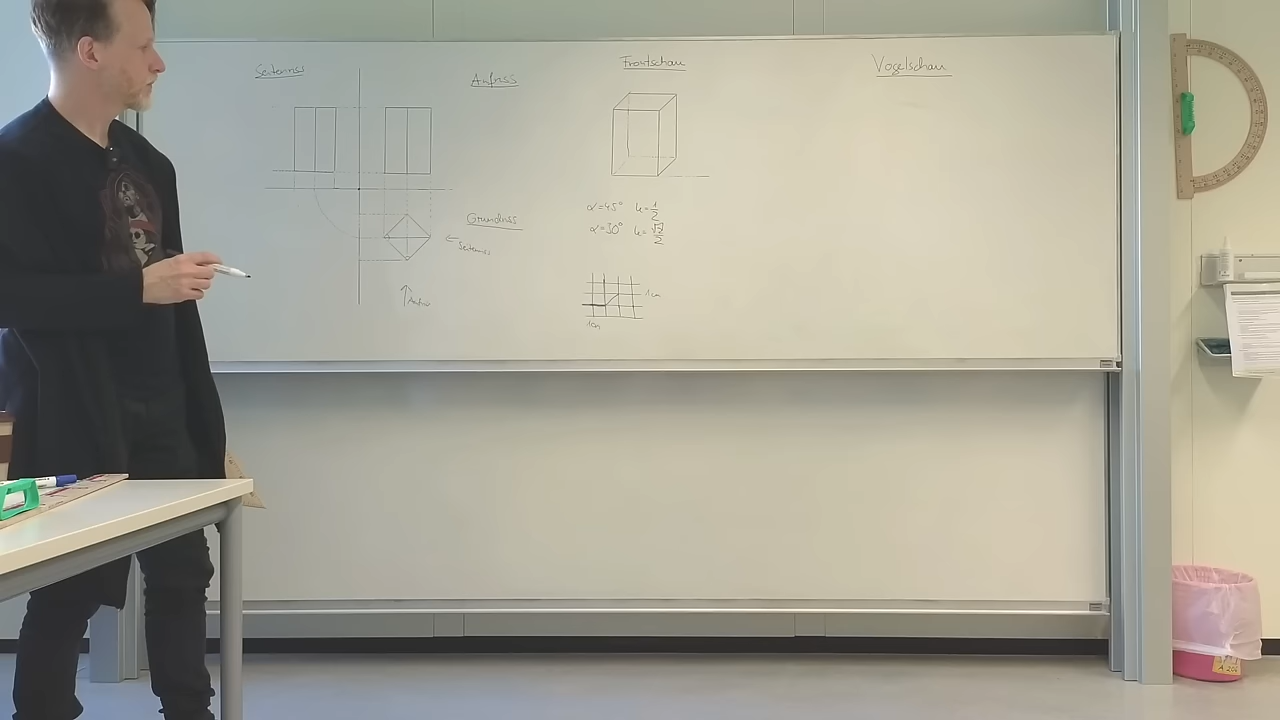 Seitenriss
Aufriss
Frontschau
Vogelschau
α=45° k=1/2
α=30° k=√2/2
Grundriss
← Seitenriss
↑ Aufriss
1cm
1cm